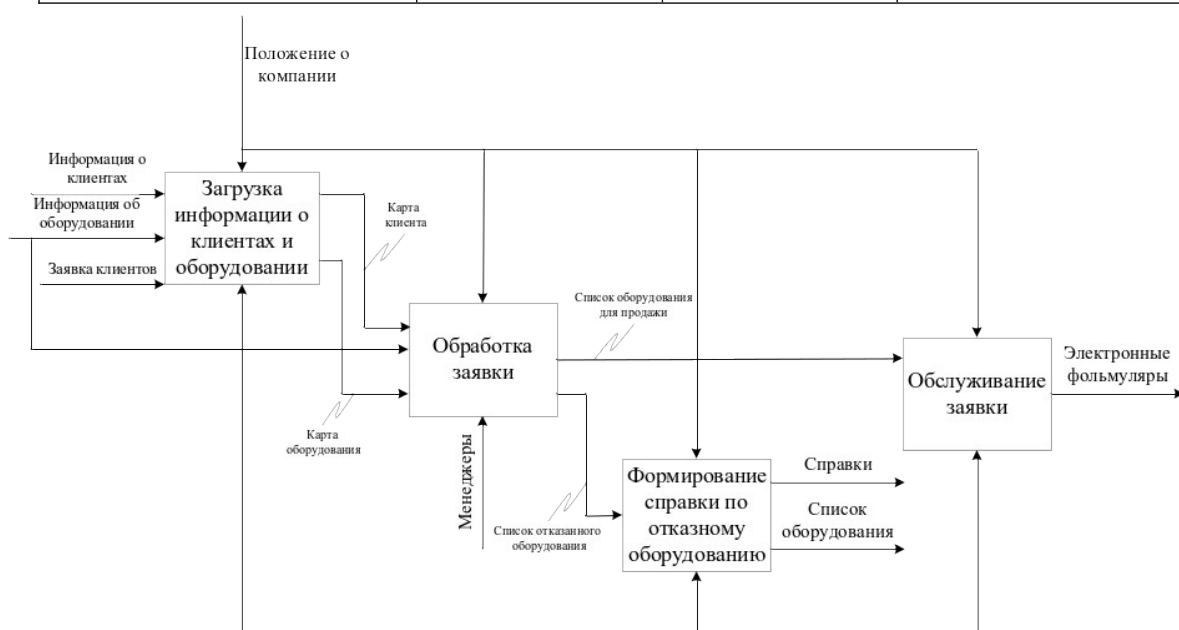 Положение о
компании
Информация о
клиентах
Информация об
оборудовании
Заявка клиентов
Загрузка
информации о
клиентах и
оборудовании
Карта
клиента
Карта
оборудования
Обработка
заявки
Менеджеры
Список оборудования
для продажи
Список отказанного
оборудования
Формирование
справки по
отказному
оборудованию
Справки
Список
оборудования
Обслуживание
заявки
Электронные
фольмуляры